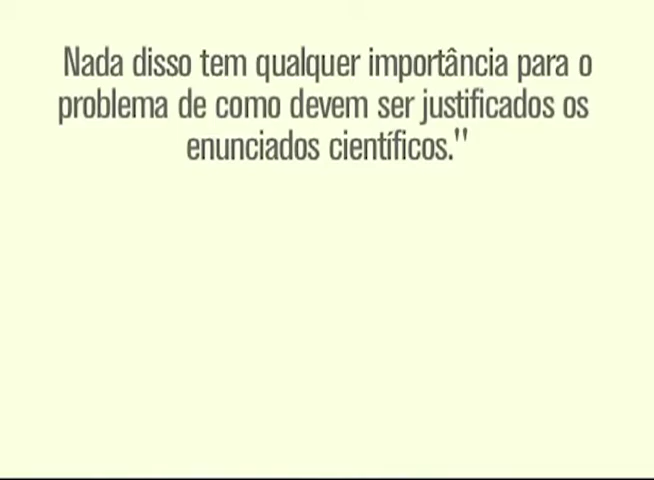 Nada disso tem qualquer importância para o
problema de como devem ser justificados os
enunciados científicos."